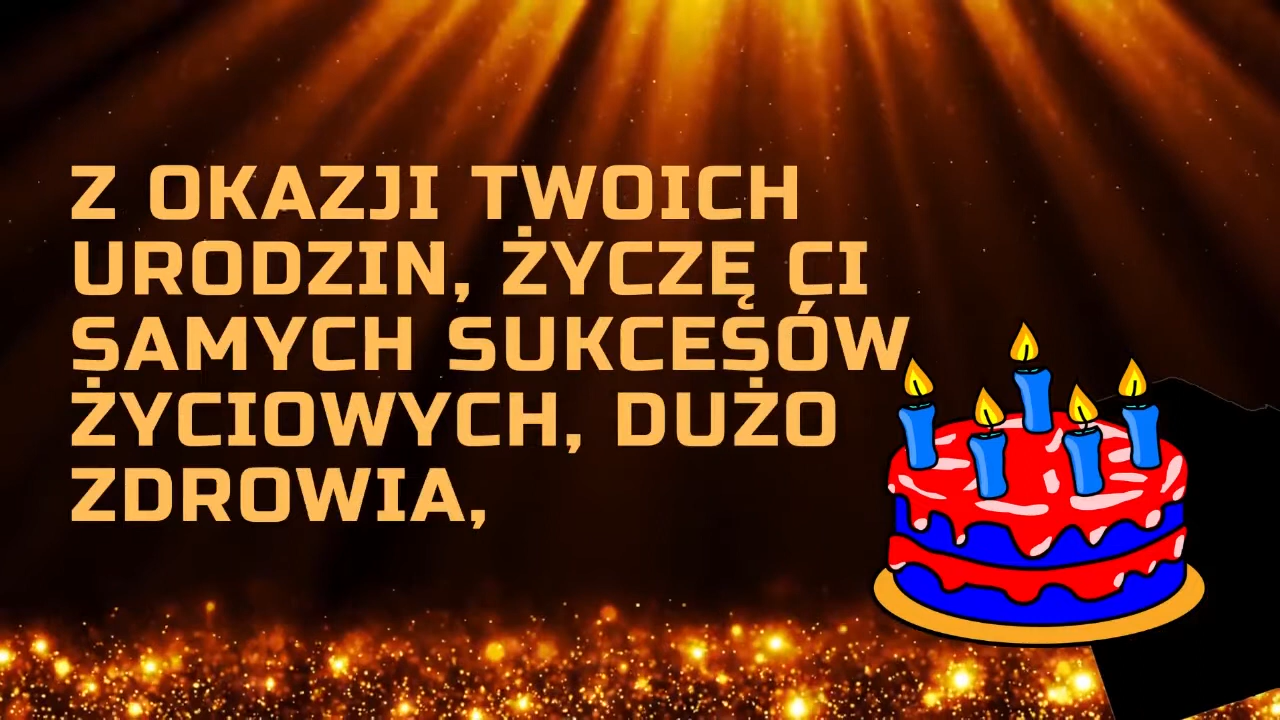 Z OKAZJI TWOICH
URODZIN, ŻYCZĘ CI
SAMYCH SUKCESÓW
ŻYCIOWYCH, DUŻO
ZDROWIA,